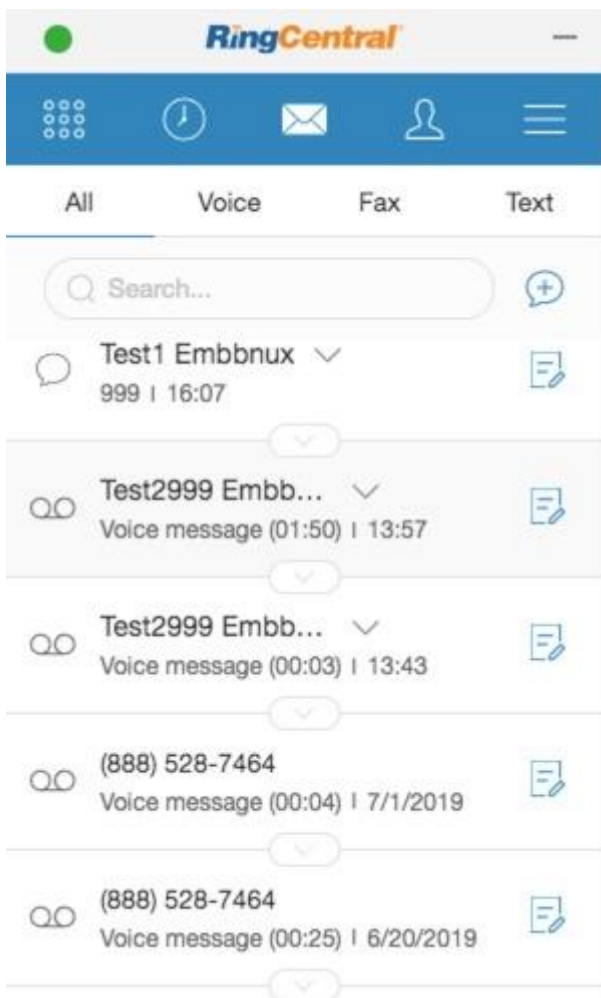 RingCentral
All Voice Fax Text
Search...
Test1 Embbnux
999 | 16:07
Test2999 Embb...
Voice message (01:50) | 13:57
Test2999 Embb...
Voice message (00:03) | 13:43
(888) 528-7464
Voice message (00:04) | 7/1/2019
(888) 528-7464
Voice message (00:25) | 6/20/2019